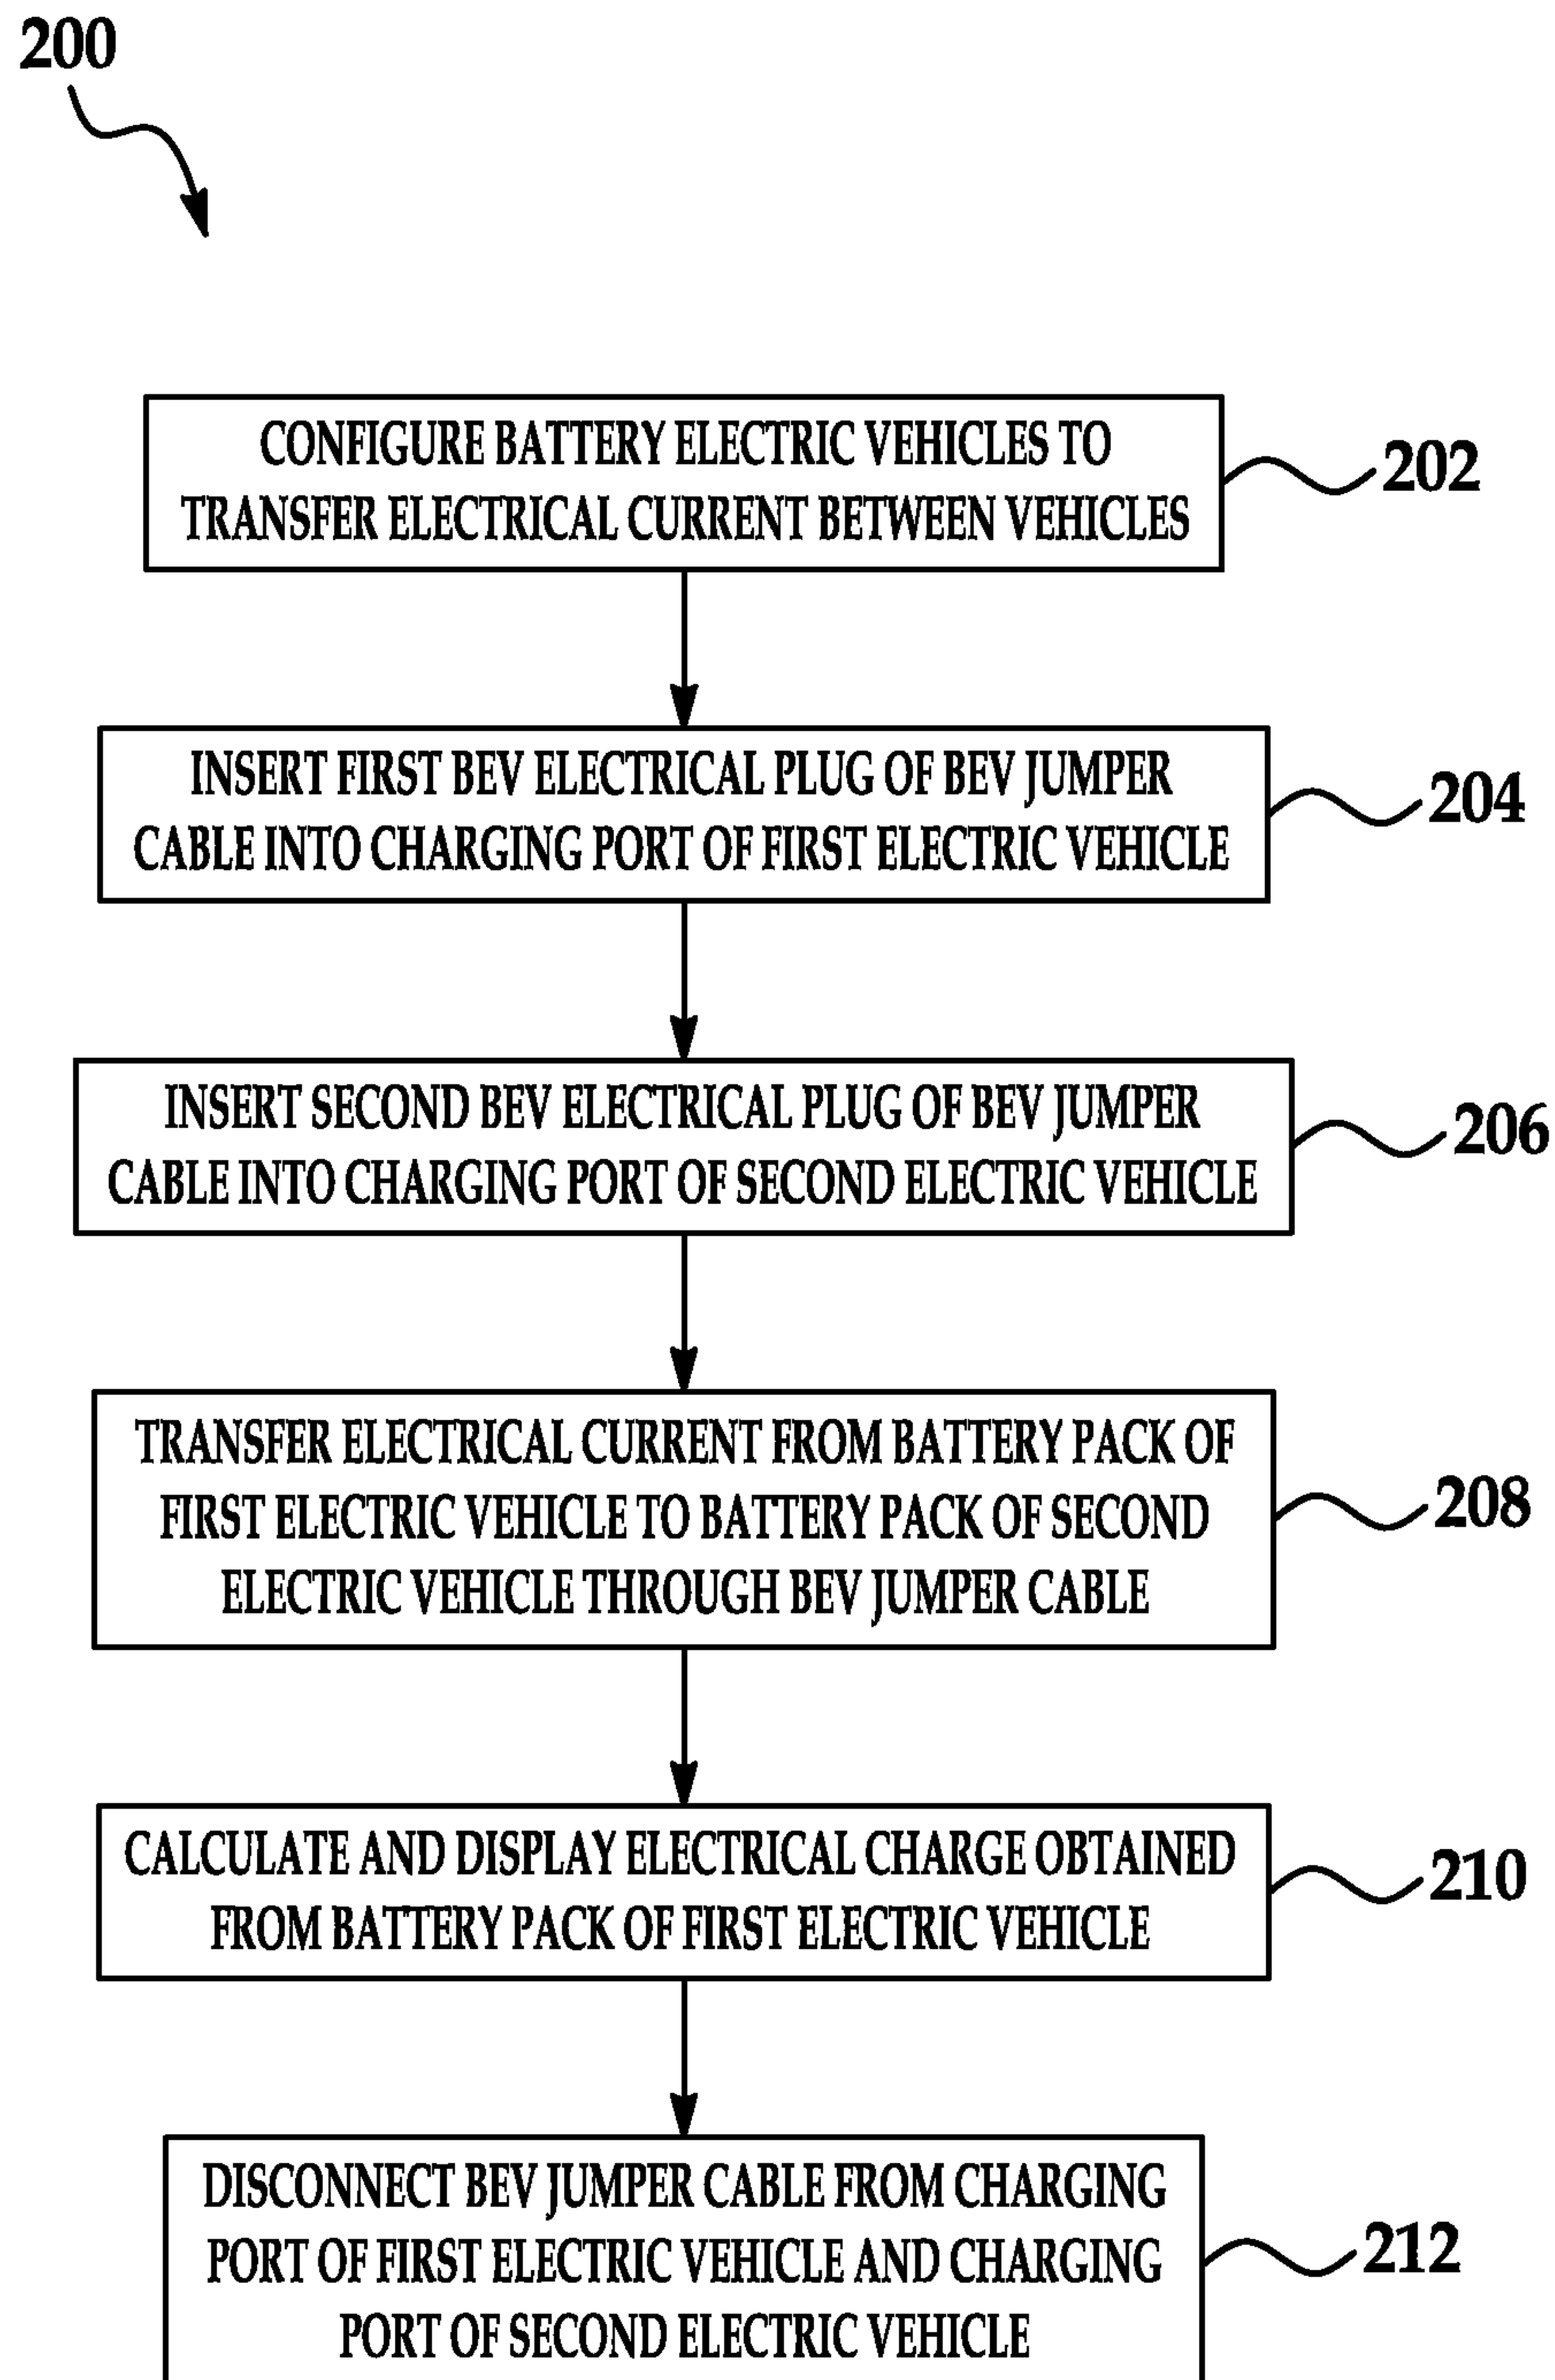 200
CONFIGURE BATTERY ELECTRIC VEHICLES TO
TRANSFER ELECTRICAL CURRENT BETWEEN VEHICLES
202
INSERT FIRST BEV ELECTRICAL PLUG OF BEV JUMPER
CABLE INTO CHARGING PORT OF FIRST ELECTRIC VEHICLE
204
INSERT SECOND BEV ELECTRICAL PLUG OF BEV JUMPER
CABLE INTO CHARGING PORT OF SECOND ELECTRIC VEHICLE
206
TRANSFER ELECTRICAL CURRENT FROM BATTERY PACK OF
FIRST ELECTRIC VEHICLE TO BATTERY PACK OF SECOND
ELECTRIC VEHICLE THROUGH BEV JUMPER CABLE
208
CALCULATE AND DISPLAY ELECTRICAL CHARGE OBTAINED
FROM BATTERY PACK OF FIRST ELECTRIC VEHICLE
210
DISCONNECT BEV JUMPER CABLE FROM CHARGING
PORT OF FIRST ELECTRIC VEHICLE AND CHARGING
PORT OF SECOND ELECTRIC VEHICLE
212